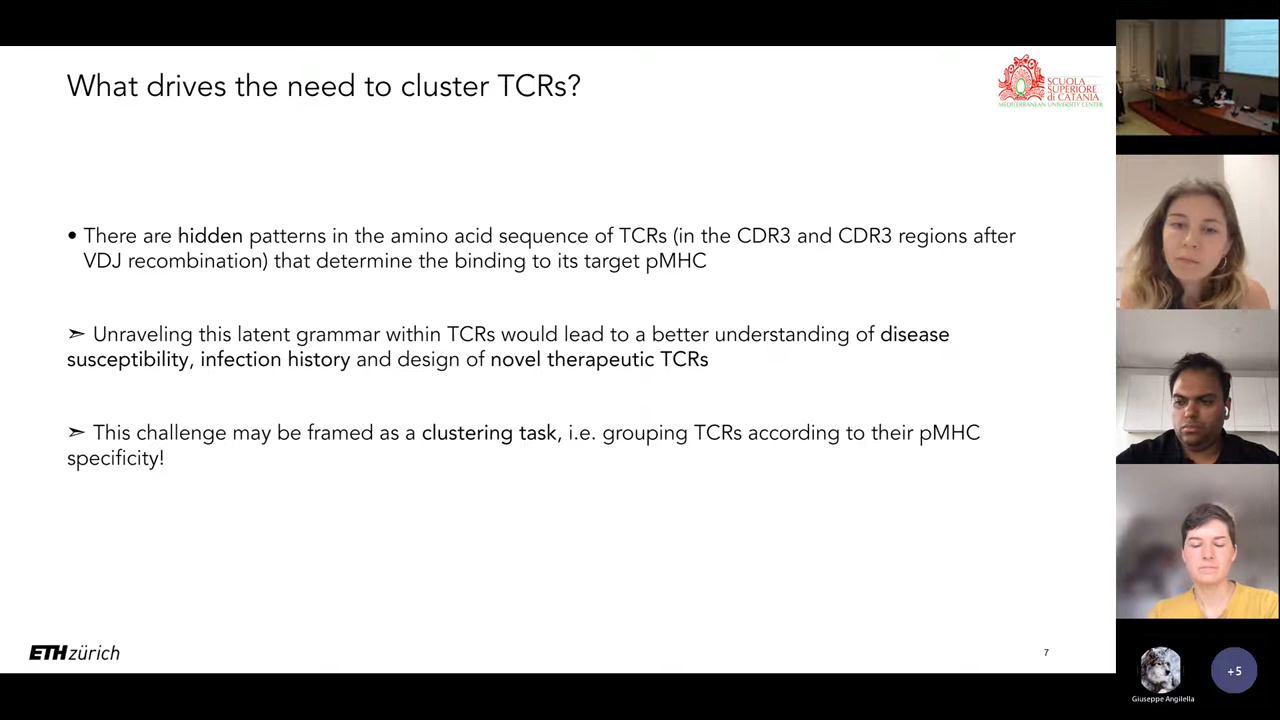 What drives the need to cluster TCRs?
SCUOLA
SUPERIORE
di CATANIA
MEDITERRANEAN UNIVERSITY CENTER
• There are hidden patterns in the amino acid sequence of TCRs (in the CDR3 and CDR3 regions after
VDJ recombination) that determine the binding to its target pMHC
➣ Unraveling this latent grammar within TCRs would lead to a better understanding of disease
susceptibility, infection history and design of novel therapeutic TCRs
➣ This challenge may be framed as a clustering task, i.e. grouping TCRs according to their pMHC
specificity!
ETH zürich
7
+5
Giuseppe Angilella